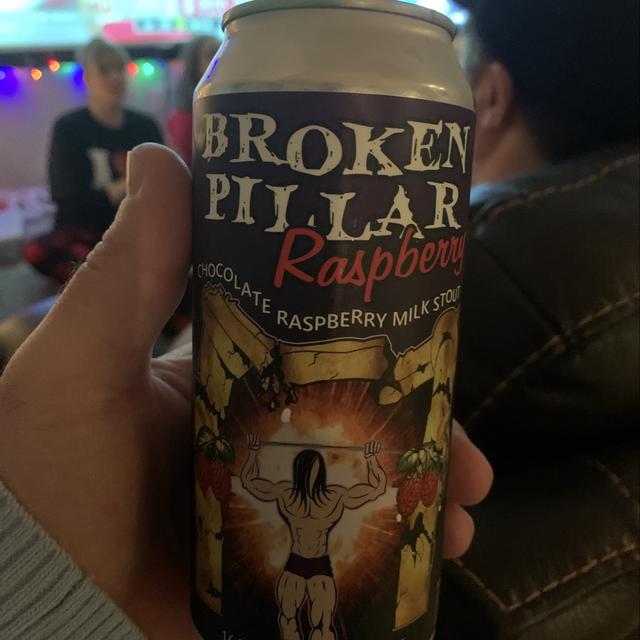 BROKEN
PILLAR
Raspberry
CHOCOLATE RASPBERRY MILK STOUT